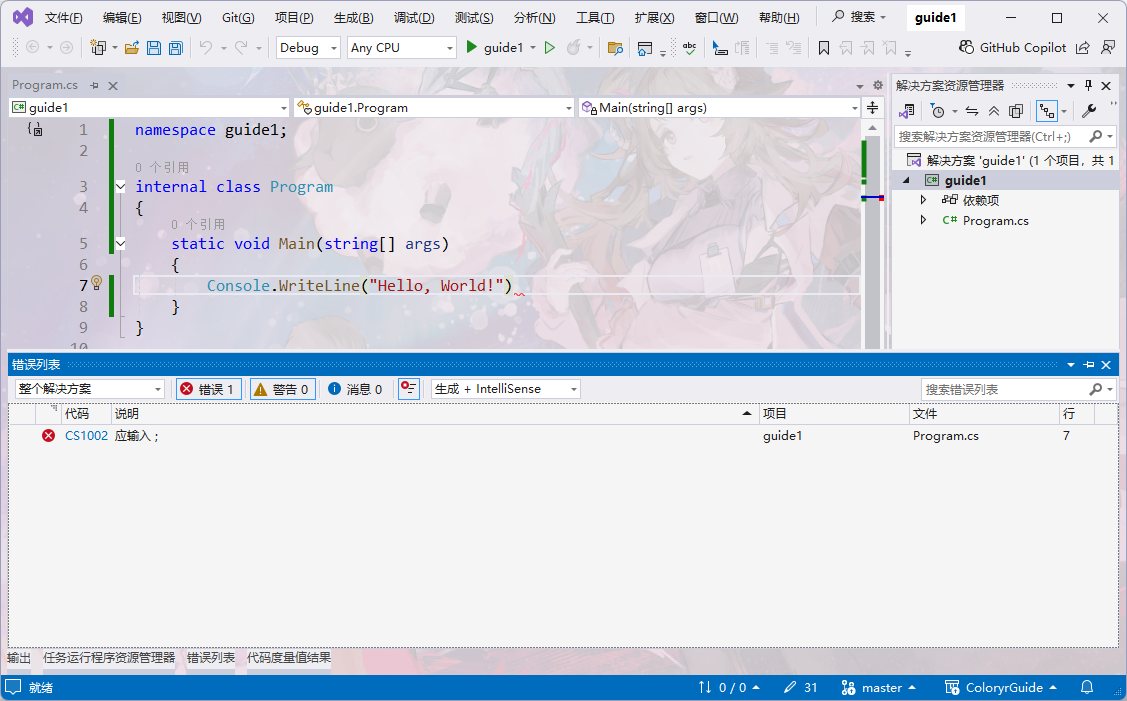 文件(F) 编辑(E) 视图(V) Git(G) 项目(P) 生成(B) 调试(D) 测试(S) 分析(N) 工具(T) 扩展(X) 窗口(W) 帮助(H) 搜索 guide1
Debug Any CPU guide1 GitHub Copilot
Program.cs
guide1 guide1.Program Main(string[] args)
1 namespace guide1;
2
0 个引用
3 internal class Program
4 {
0 个引用
5 static void Main(string[] args)
6 {
7 Console.WriteLine("Hello, World!")
8 }
9 }
10
解决方案资源管理器
搜索解决方案资源管理器(Ctrl+;)
解决方案 'guide1' (1 个项目, 共 1
guide1
依赖项
C# Program.cs
错误列表
整个解决方案 错误 1 警告 0 消息 0 生成 + IntelliSense 搜索错误列表
代码 说明 项目 文件 行
CS1002 应输入 ; guide1 Program.cs 7
输出 任务运行程序资源管理器 错误列表 代码度量值结果
就绪 0 / 0 31 master ColoryrGuide